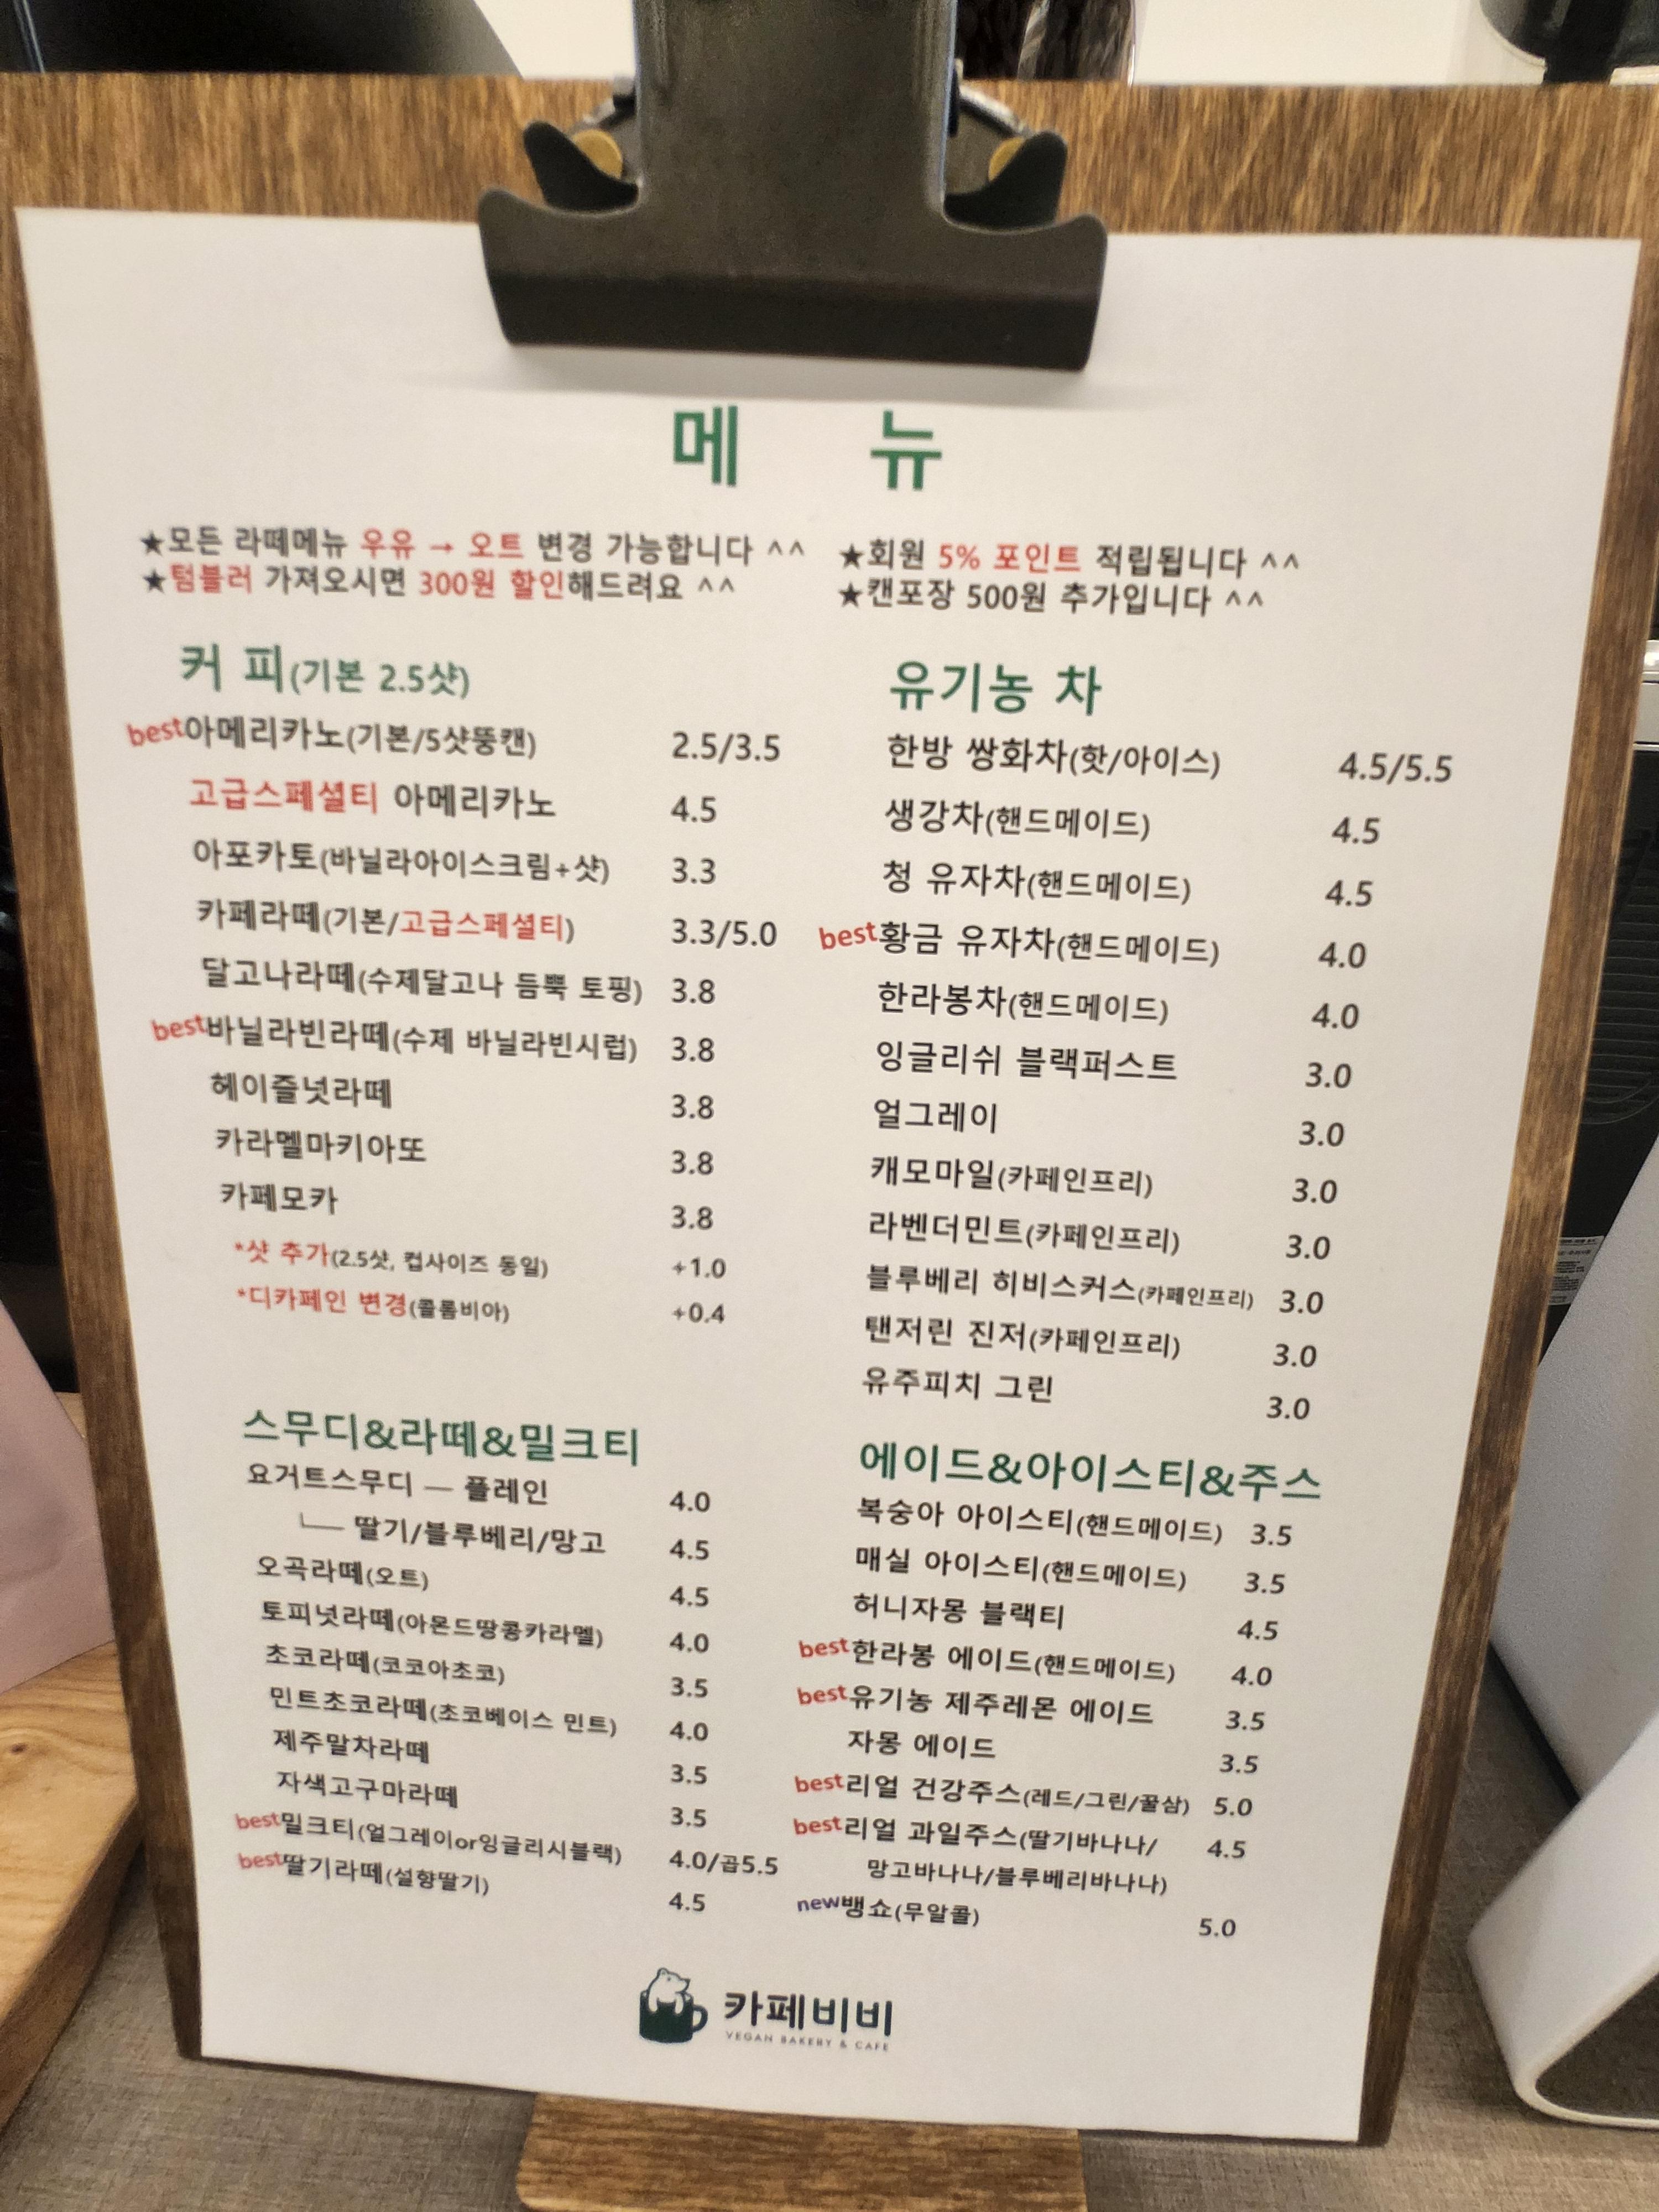 메 뉴
★모든 라떼메뉴 우유 → 오트 변경 가능합니다 ^^
★텀블러 가져오시면 300원 할인해드려요 ^^
★회원 5% 포인트 적립됩니다 ^^
★캔포장 500원 추가입니다 ^^
커 피(기본 2.5샷)
best아메리카노(기본/5샷뚱캔) 2.5/3.5
고급스페셜티 아메리카노 4.5
아포카토(바닐라아이스크림+샷) 3.3
카페라떼(기본/고급스페셜티) 3.3/5.0
달고나라떼(수제달고나 듬뿍 토핑) 3.8
best바닐라빈라떼(수제 바닐라빈시럽) 3.8
헤이즐넛라떼 3.8
카라멜마키아또 3.8
카페모카 3.8
*샷 추가(2.5샷, 컵사이즈 동일) +1.0
*디카페인 변경(콜롬비아) +0.4
스무디&라떼&밀크티
요거트스무디 — 플레인 4.0
└─ 딸기/블루베리/망고 4.5
오곡라떼(오트) 4.5
토피넛라떼(아몬드땅콩카라멜) 4.0
초코라떼(코코아초코) 3.5
민트초코라떼(초코베이스 민트) 4.0
제주말차라떼 3.5
자색고구마라떼 3.5
best밀크티(얼그레이or잉글리시블랙) 4.0/곱5.5
best딸기라떼(설향딸기) 4.5
유기농 차
한방 쌍화차(핫/아이스) 4.5/5.5
생강차(핸드메이드) 4.5
청 유자차(핸드메이드) 4.5
best황금 유자차(핸드메이드) 4.0
한라봉차(핸드메이드) 4.0
잉글리쉬 블랙퍼스트 3.0
얼그레이 3.0
캐모마일(카페인프리) 3.0
라벤더민트(카페인프리) 3.0
블루베리 히비스커스(카페인프리) 3.0
탠저린 진저(카페인프리) 3.0
유주피치 그린 3.0
에이드&아이스티&주스
복숭아 아이스티(핸드메이드) 3.5
매실 아이스티(핸드메이드) 3.5
허니자몽 블랙티 4.5
best한라봉 에이드(핸드메이드) 4.0
best유기농 제주레몬 에이드 3.5
자몽 에이드 3.5
best리얼 건강주스(레드/그린/꿀삼) 5.0
best리얼 과일주스(딸기바나나/ 4.5
망고바나나/블루베리바나나)
new뱅쇼(무알콜) 5.0
카페비비
VEGAN BAKERY & CAFE